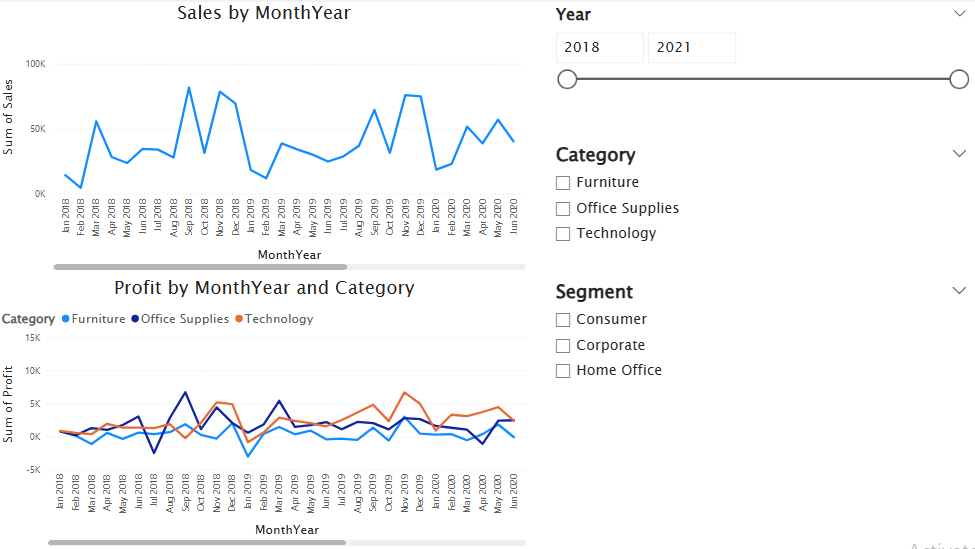 Sales by MonthYear
100K
50K
0K
Sum of Sales
Jan 2018
Feb 2018
Mar 2018
Apr 2018
May 2018
Jun 2018
Jul 2018
Aug 2018
Sep 2018
Oct 2018
Nov 2018
Dec 2018
Jan 2019
Feb 2019
Mar 2019
Apr 2019
May 2019
Jun 2019
Jul 2019
Aug 2019
Sep 2019
Oct 2019
Nov 2019
Dec 2019
Jan 2020
Feb 2020
Mar 2020
Apr 2020
May 2020
Jun 2020
MonthYear
Profit by MonthYear and Category
Category Furniture Office Supplies Technology
15K
10K
5K
0K
-5K
Sum of Profit
Jan 2018
Feb 2018
Mar 2018
Apr 2018
May 2018
Jun 2018
Jul 2018
Aug 2018
Sep 2018
Oct 2018
Nov 2018
Dec 2018
Jan 2019
Feb 2019
Mar 2019
Apr 2019
May 2019
Jun 2019
Jul 2019
Aug 2019
Sep 2019
Oct 2019
Nov 2019
Dec 2019
Jan 2020
Feb 2020
Mar 2020
Apr 2020
May 2020
Jun 2020
MonthYear
Year
2018 2021
Category
Furniture
Office Supplies
Technology
Segment
Consumer
Corporate
Home Office